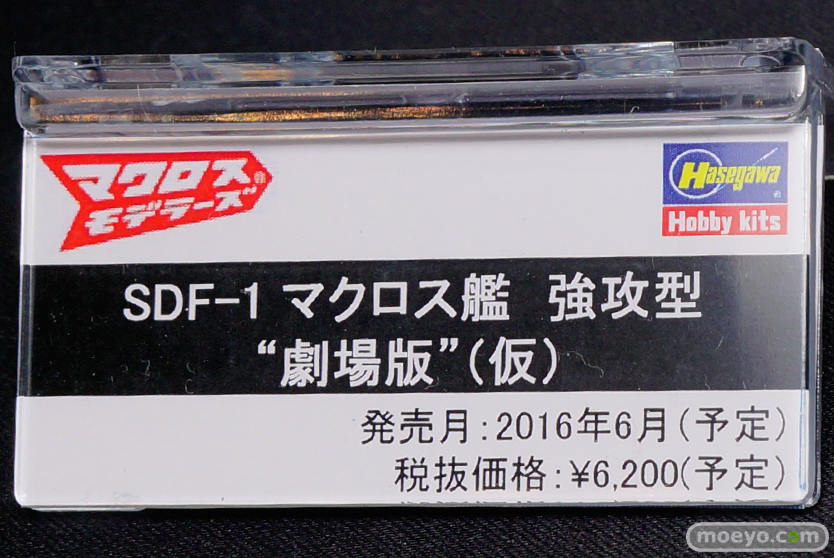 マクロス
モデラーズ
Hasegawa
Hobby kits
SDF-1 マクロス艦　強攻型
“劇場版”（仮）
発売月：2016年6月（予定）
税抜価格：¥6,200（予定）
moeyo.com